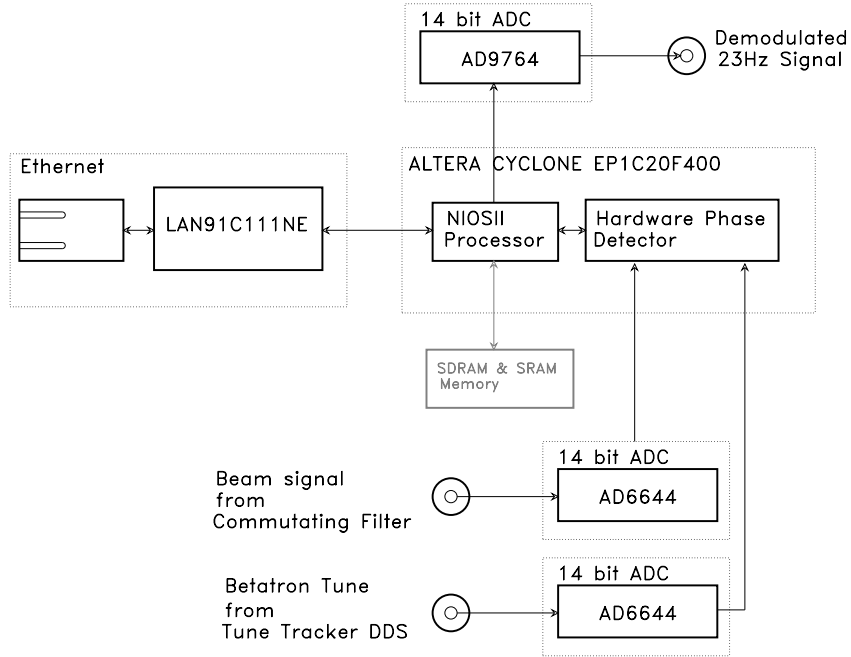 14 bit ADC
AD9764
Demodulated
23Hz Signal
Ethernet
LAN91C111NE
ALTERA CYCLONE EP1C20F400
NIOSII
Processor
Hardware Phase
Detector
SDRAM & SRAM
Memory
14 bit ADC
AD6644
Beam signal
from
Commutating Filter
14 bit ADC
AD6644
Betatron Tune
from
Tune Tracker DDS